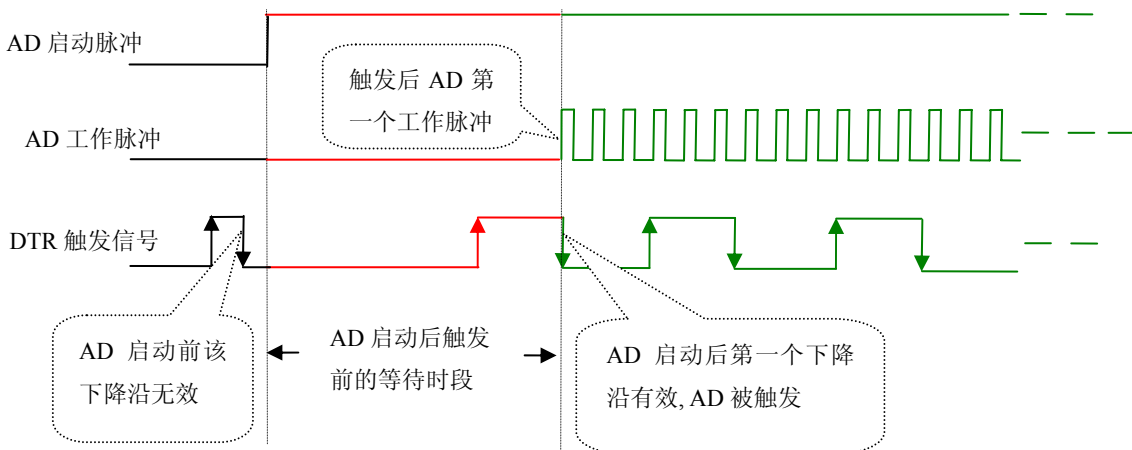 AD 启动脉冲
触发后 AD 第
一个工作脉冲
AD 工作脉冲
DTR 触发信号
AD 启动前该
下降沿无效
AD 启动后触发
前的等待时段
AD 启动后第一个下降
沿有效, AD 被触发